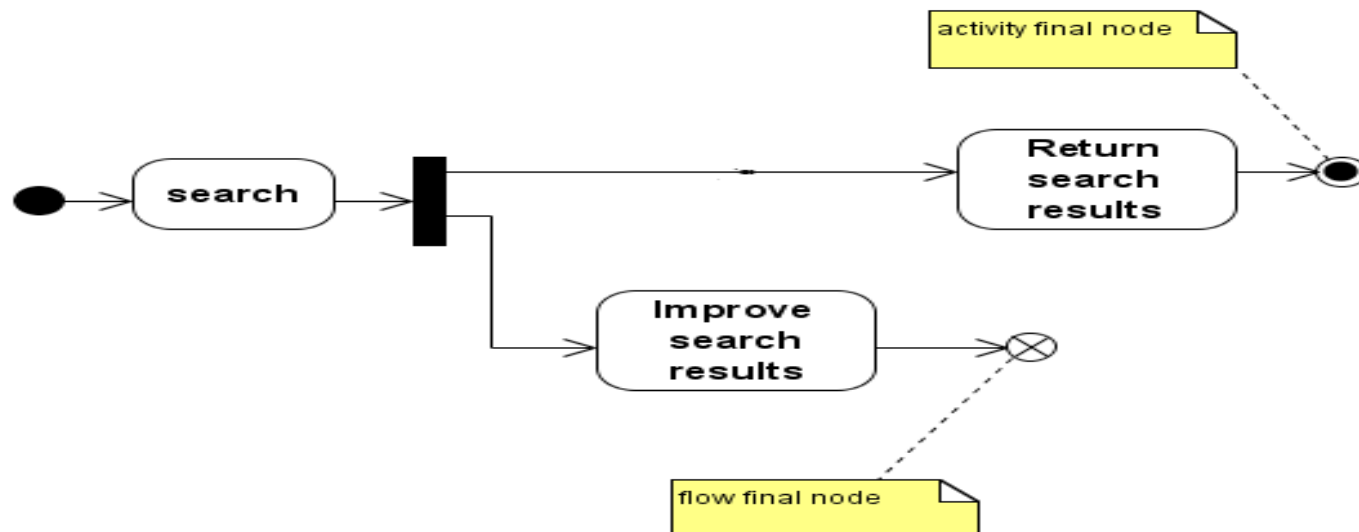 activity final node
search
Return
search
results
Improve
search
results
flow final node